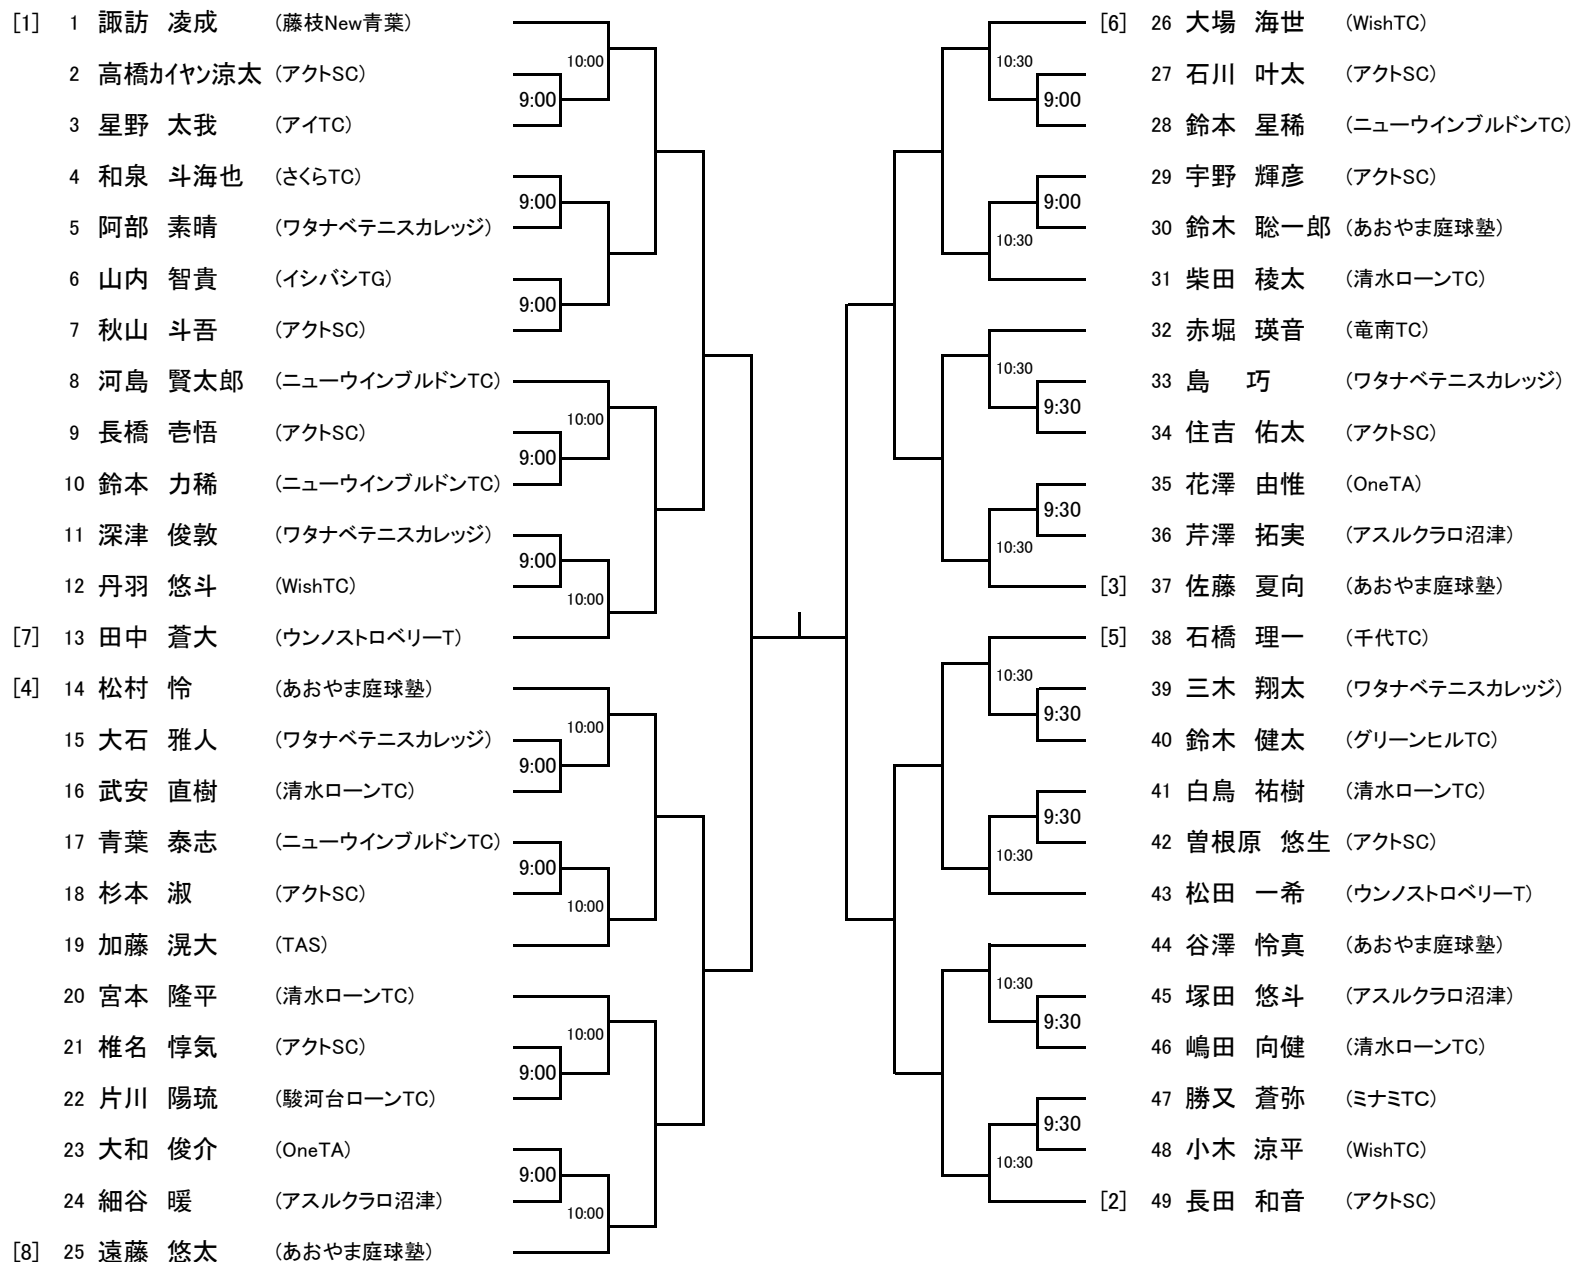 [1] 1 諏訪 凌成 (藤枝New青葉)
10:00
2 高橋ｶｲﾔﾝ涼太 (アクトSC)
9:00
3 星野 太我 (アイTC)
4 和泉 斗海也 (さくらTC)
9:00
5 阿部 素晴 (ワタナベテニスカレッジ)
6 山内 智貴 (イシバシTG)
9:00
7 秋山 斗吾 (アクトSC)
8 河島 賢太郎 (ニューウインブルドンTC)
10:00
9 長橋 壱悟 (アクトSC)
9:00
10 鈴本 力稀 (ニューウインブルドンTC)
11 深津 俊敦 (ワタナベテニスカレッジ)
9:00
12 丹羽 悠斗 (WishTC)
10:00
[7] 13 田中 蒼大 (ウンノストロベリーT)
[4] 14 松村 怜 (あおやま庭球塾)
10:00
15 大石 雅人 (ワタナベテニスカレッジ)
9:00
16 武安 直樹 (清水ローンTC)
17 青葉 泰志 (ニューウインブルドンTC)
9:00
18 杉本 淑 (アクトSC)
10:00
19 加藤 滉大 (TAS)
20 宮本 隆平 (清水ローンTC)
10:00
21 椎名 惇気 (アクトSC)
9:00
22 片川 陽琉 (駿河台ローンTC)
23 大和 俊介 (OneTA)
9:00
24 細谷 暖 (アスルクラロ沼津)
10:00
[8] 25 遠藤 悠太 (あおやま庭球塾)
[6] 26 大場 海世 (WishTC)
10:30
27 石川 叶太 (アクトSC)
9:00
28 鈴本 星稀 (ニューウインブルドンTC)
29 宇野 輝彦 (アクトSC)
9:00
30 鈴木 聡一郎 (あおやま庭球塾)
10:30
31 柴田 稜太 (清水ローンTC)
32 赤堀 瑛音 (竜南TC)
10:30
33 島 巧 (ワタナベテニスカレッジ)
9:30
34 住吉 佑太 (アクトSC)
35 花澤 由惟 (OneTA)
9:30
36 芹澤 拓実 (アスルクラロ沼津)
10:30
[3] 37 佐藤 夏向 (あおやま庭球塾)
[5] 38 石橋 理一 (千代TC)
10:30
39 三木 翔太 (ワタナベテニスカレッジ)
9:30
40 鈴木 健太 (グリーンヒルTC)
41 白鳥 祐樹 (清水ローンTC)
9:30
42 曽根原 悠生 (アクトSC)
10:30
43 松田 一希 (ウンノストロベリーT)
44 谷澤 怜真 (あおやま庭球塾)
10:30
45 塚田 悠斗 (アスルクラロ沼津)
9:30
46 嶋田 向健 (清水ローンTC)
47 勝又 蒼弥 (ミナミTC)
9:30
48 小木 涼平 (WishTC)
10:30
[2] 49 長田 和音 (アクトSC)